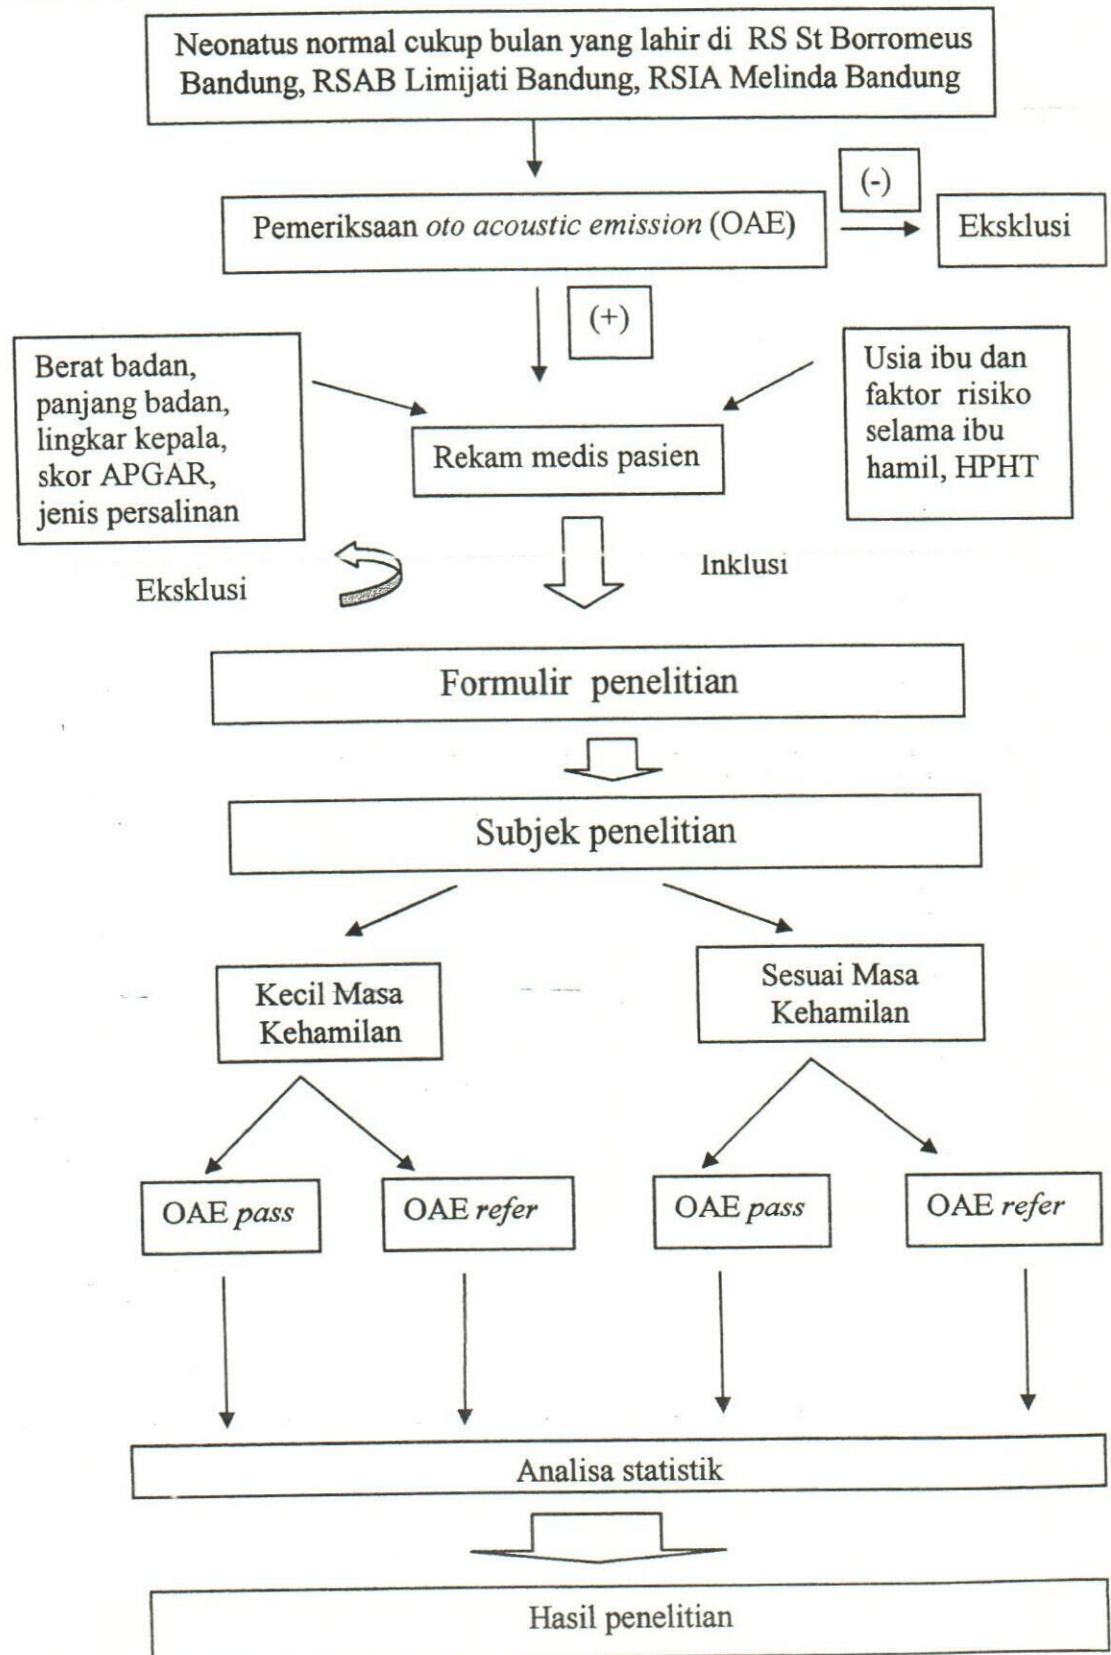 Neonatus normal cukup bulan yang lahir di RS St Borromeus
Bandung, RSAB Limijati Bandung, RSIA Melinda Bandung
(-)
Pemeriksaan oto acoustic emission (OAE)
Eksklusi
(+)
Berat badan,
panjang badan,
lingkar kepala,
skor APGAR,
jenis persalinan
Usia ibu dan
faktor risiko
selama ibu
hamil, HPHT
Rekam medis pasien
Eksklusi
Inklusi
Formulir penelitian
Subjek penelitian
Kecil Masa
Kehamilan
Sesuai Masa
Kehamilan
OAE pass
OAE refer
OAE pass
OAE refer
Analisa statistik
Hasil penelitian